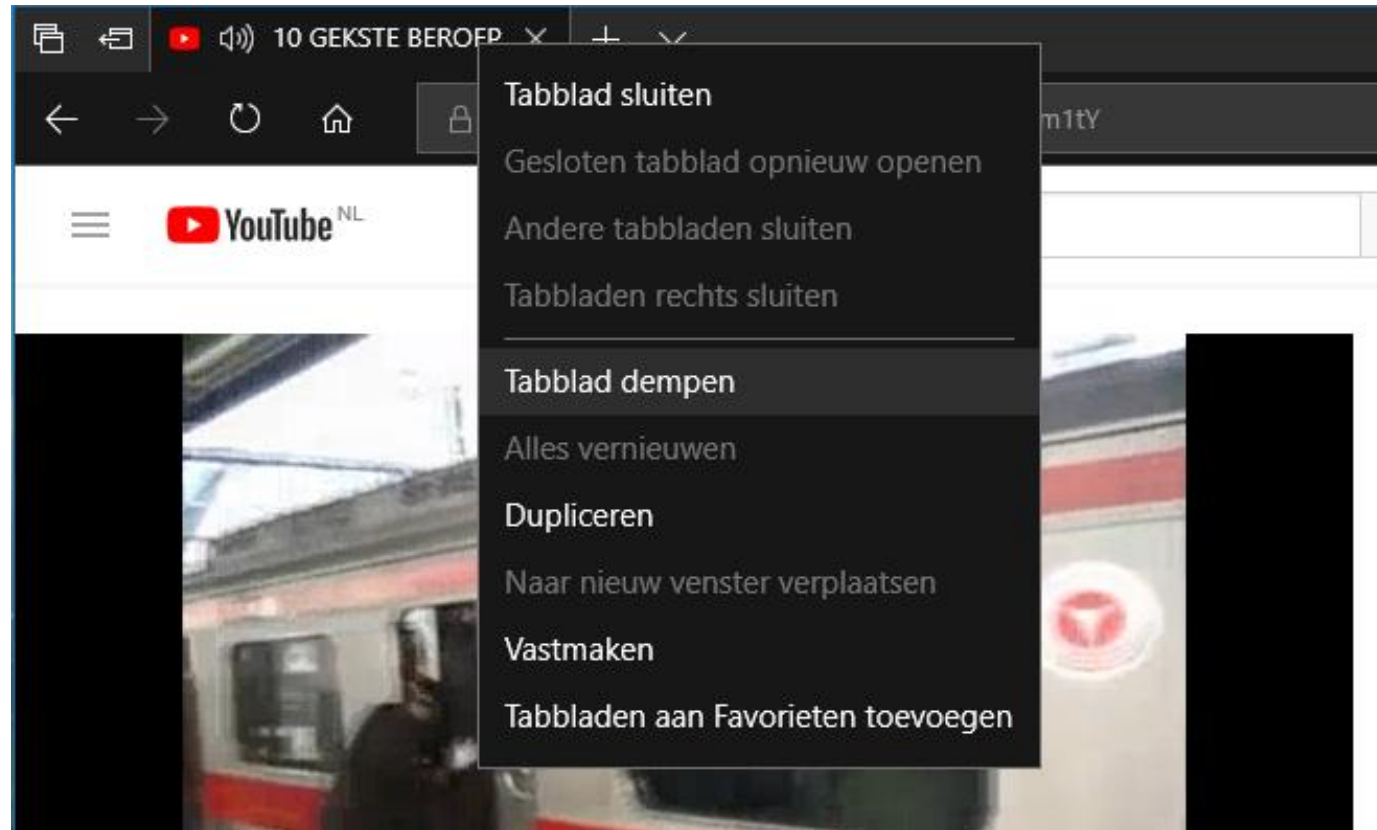 10 GEKSTE BEROEP
m1tY
YouTube NL
Tabblad sluiten
Gesloten tabblad opnieuw openen
Andere tabbladen sluiten
Tabbladen rechts sluiten
Tabblad dempen
Alles vernieuwen
Dupliceren
Naar nieuw venster verplaatsen
Vastmaken
Tabbladen aan Favorieten toevoegen